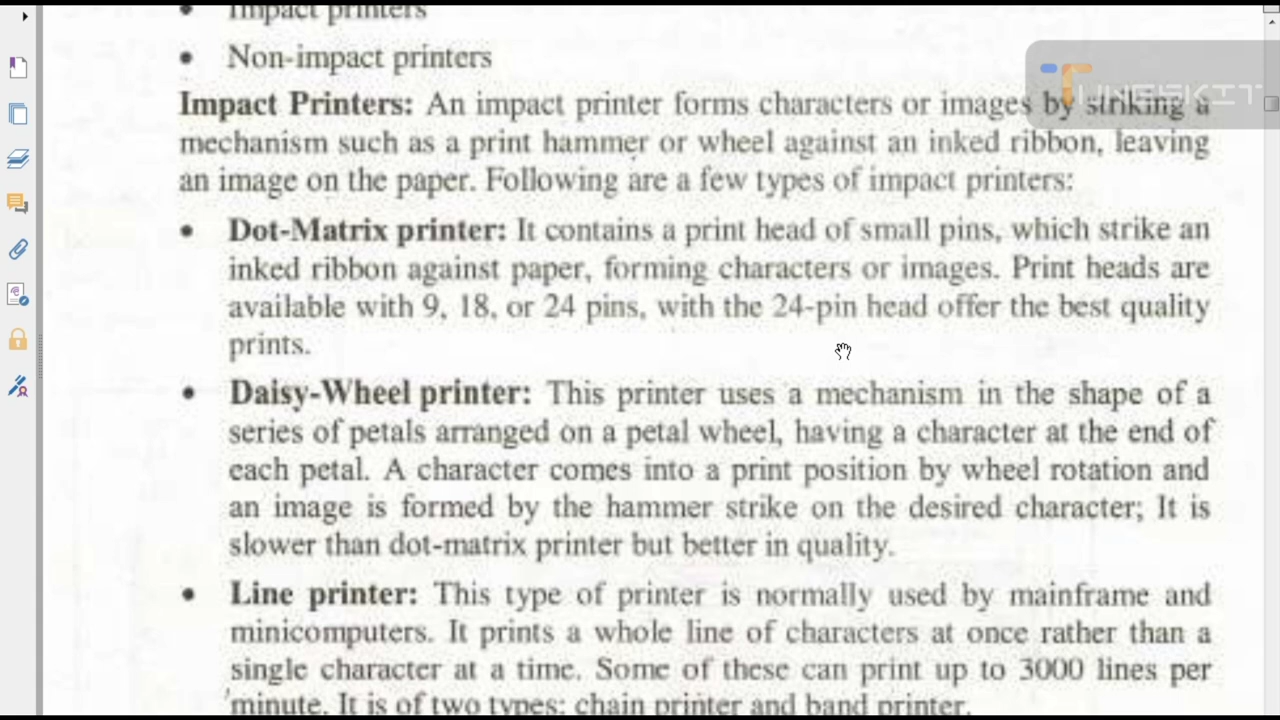 • Impact printers
• Non-impact printers
TUNESKIT
Impact Printers: An impact printer forms characters or images by striking a
mechanism such as a print hammer or wheel against an inked ribbon, leaving
an image on the paper. Following are a few types of impact printers:
• Dot-Matrix printer: It contains a print head of small pins, which strike an
inked ribbon against paper, forming characters or images. Print heads are
available with 9, 18, or 24 pins, with the 24-pin head offer the best quality
prints.
• Daisy-Wheel printer: This printer uses a mechanism in the shape of a
series of petals arranged on a petal wheel, having a character at the end of
each petal. A character comes into a print position by wheel rotation and
an image is formed by the hammer strike on the desired character; It is
slower than dot-matrix printer but better in quality.
• Line printer: This type of printer is normally used by mainframe and
minicomputers. It prints a whole line of characters at once rather than a
single character at a time. Some of these can print up to 3000 lines per
minute. It is of two types: chain printer and band printer.